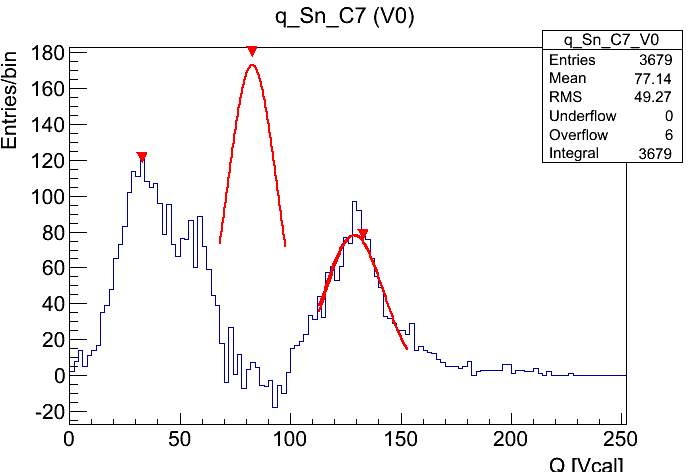 q_Sn_C7 (V0)
q_Sn_C7_V0
Entries 3679
Mean 77.14
RMS 49.27
Underflow 0
Overflow 6
Integral 3679
Entries/bin
180
160
140
120
100
80
60
40
20
0
-20
0 50 100 150 200 250
Q [Vcal]